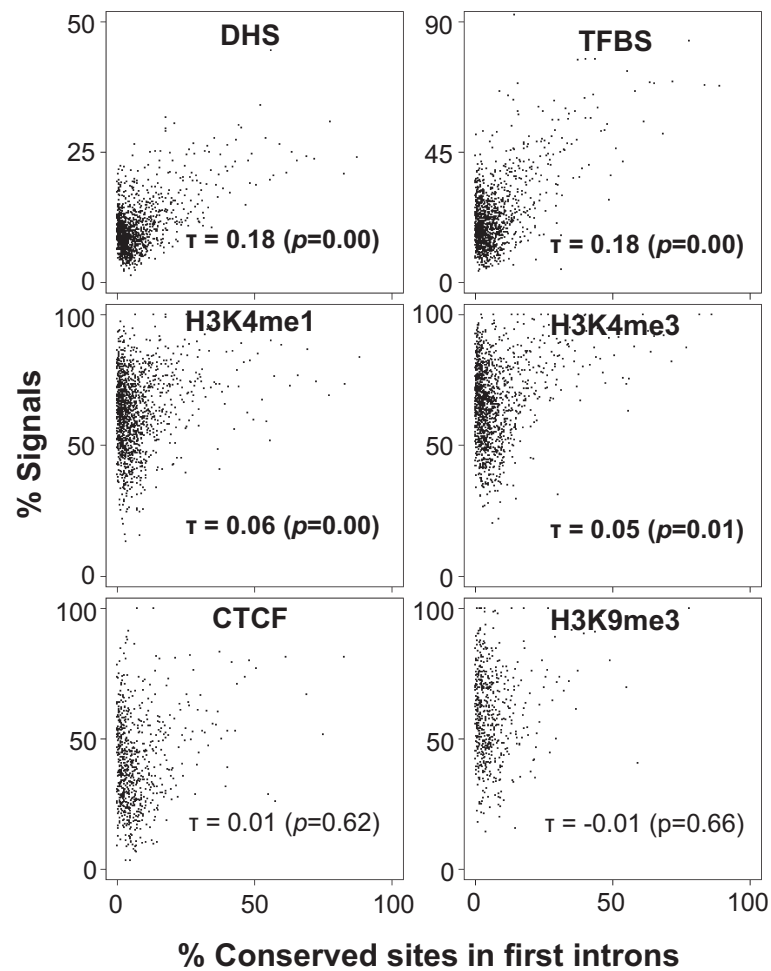 50
DHS
25
τ = 0.18 (p=0.00)
0
90
TFBS
45
τ = 0.18 (p=0.00)
0
100
H3K4me1
50
τ = 0.06 (p=0.00)
0
100
H3K4me3
50
τ = 0.05 (p=0.01)
0
100
CTCF
50
τ = 0.01 (p=0.62)
0
0
50
100
100
H3K9me3
50
τ = -0.01 (p=0.66)
0
0
50
100
% Signals
% Conserved sites in first introns